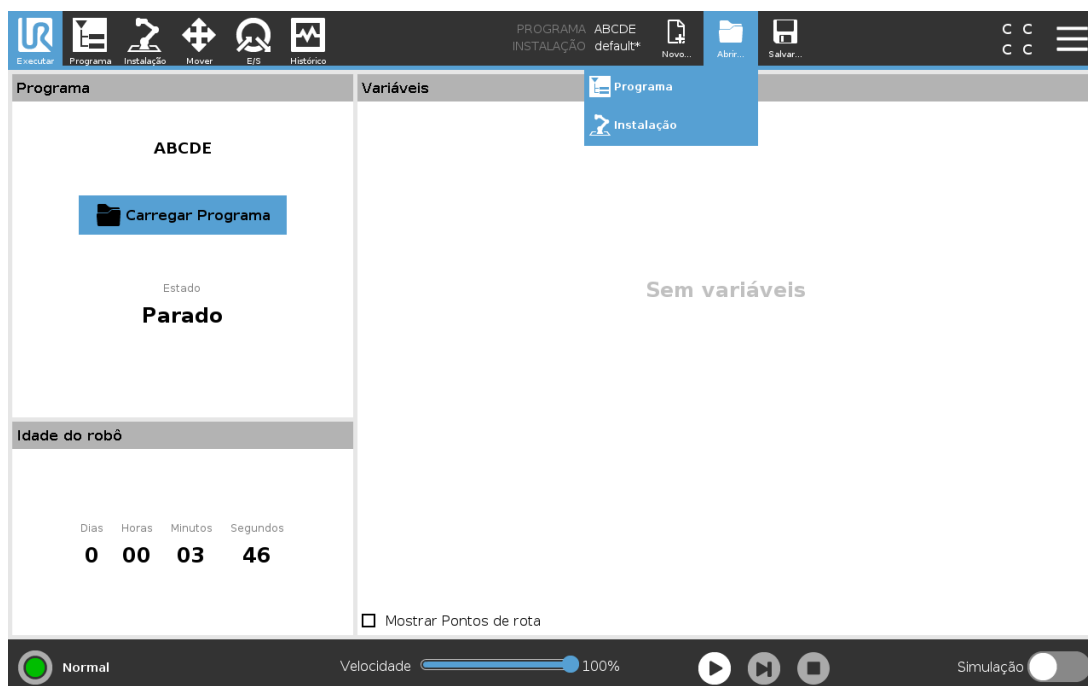 PROGRAMA ABCDE
INSTALAÇÃO default*
C C
C C
Executar Programa Instalação Mover E/S Histórico
Novo... Abrir... Salvar...
Programa
Instalação
Programa
ABCDE
Carregar Programa
Estado
Parado
Variáveis
Sem variáveis
Idade do robô
Dias Horas Minutos Segundos
0 00 03 46
Mostrar Pontos de rota
Normal
Velocidade 100%
Simulação